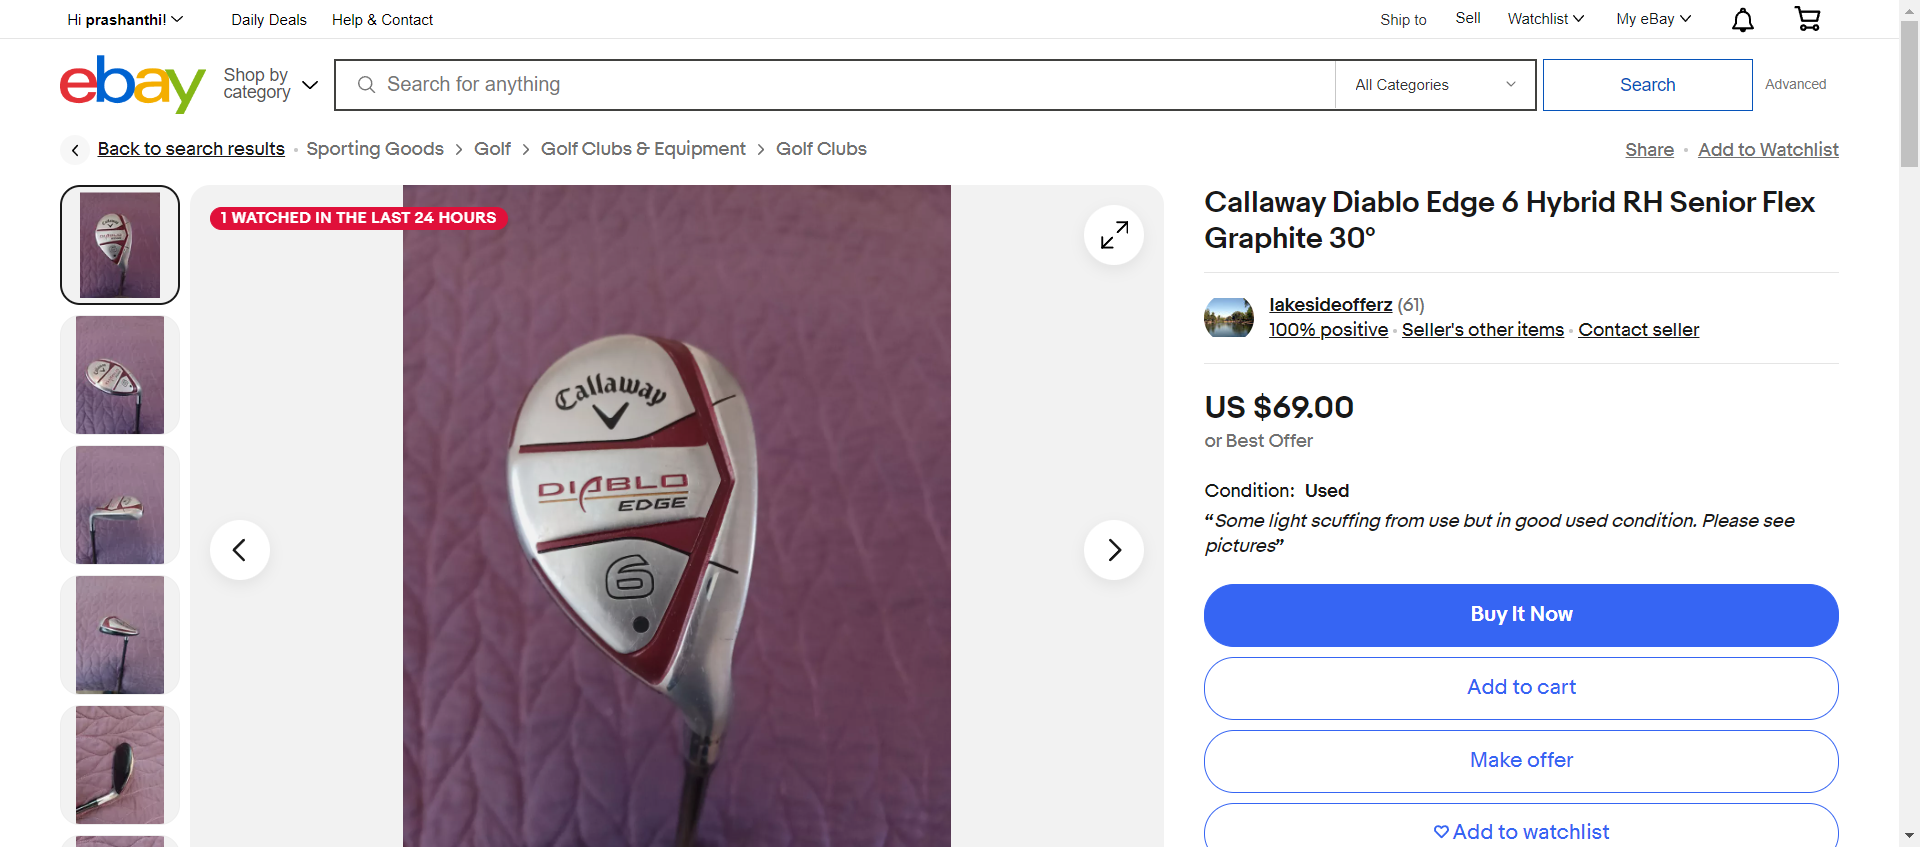 Hi prashanthi!
Daily Deals
Help & Contact
Ship to
Sell
Watchlist
My eBay
ebay
Shop by
category
Search for anything
All Categories
Search
Advanced
Back to search results
Sporting Goods
Golf
Golf Clubs & Equipment
Golf Clubs
Share
Add to Watchlist
1 WATCHED IN THE LAST 24 HOURS
Callaway
DIABLO
EDGE
6
Callaway Diablo Edge 6 Hybrid RH Senior Flex
Graphite 30°
lakesideofferz (61)
100% positive
Seller's other items
Contact seller
US $69.00
or Best Offer
Condition: Used
“Some light scuffing from use but in good used condition. Please see
pictures”
Buy It Now
Add to cart
Make offer
Add to watchlist